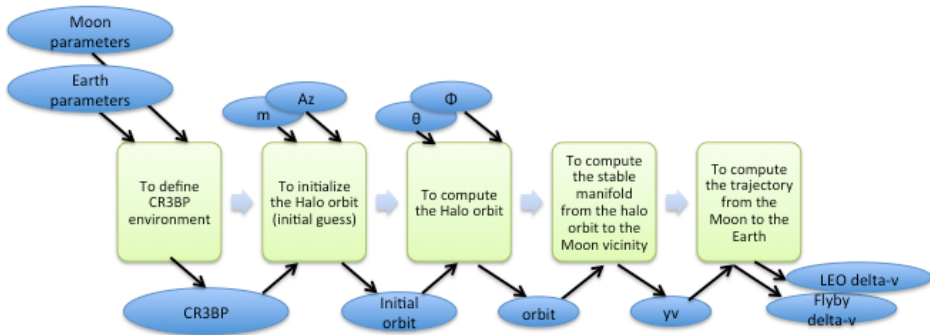 Moon
parameters
Earth
parameters
m
Az
θ
Φ
To define
CR3BP
environment
To initialize
the Halo orbit
(initial guess)
To compute
the Halo orbit
To compute
the stable
manifold
from the halo
orbit to the
Moon vicinity
To compute
the trajectory
from the
Moon to the
Earth
CR3BP
Initial
orbit
orbit
yv
LEO delta-v
Flyby
delta-v